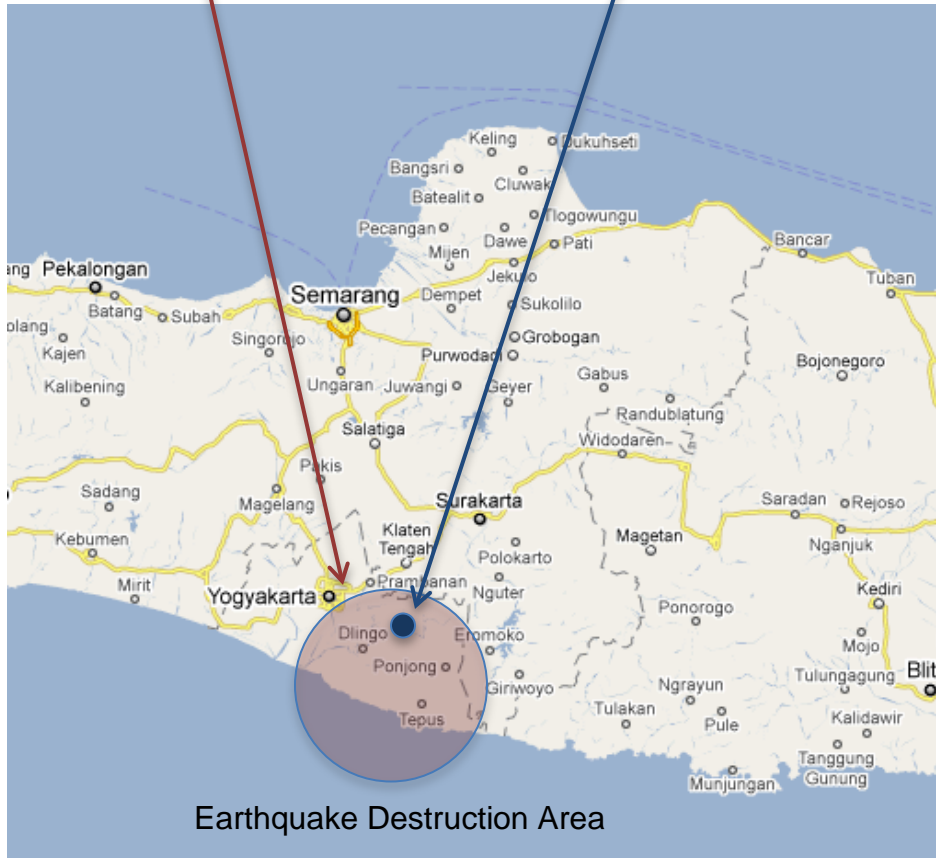 Keling
Dukuhseti
Bangsri
Cluwak
Batealit
Tlogowungu
Pecangan
Dawe
Pati
Mijen
Bancar
ang Pekalongan
Jekulo
Tuban
Semarang
Dempet
Sukolilo
Batang
Subah
olang
Singorojo
Grobogan
Kajen
Purwodadi
Bojonegoro
Kalibening
Ungaran
Juwangi
Geyer
Gabus
Randublatung
Salatiga
Widodaren
Pakis
Sadang
Magelang
Surakarta
Saradan
Rejoso
Klaten
Tengah
Magetan
Kebumen
Polokarto
Nganjuk
Mirit
Prambanan
Yogyakarta
Nguter
Kediri
Ponorogo
Dlingo
Eromoko
Mojo
Ponjong
Blit
Giriwoyo
Ngrayun
Tulungagung
Tepus
Tulakan
Pule
Kalidawir
Tanggung
Gunung
Munjungan
Earthquake Destruction Area